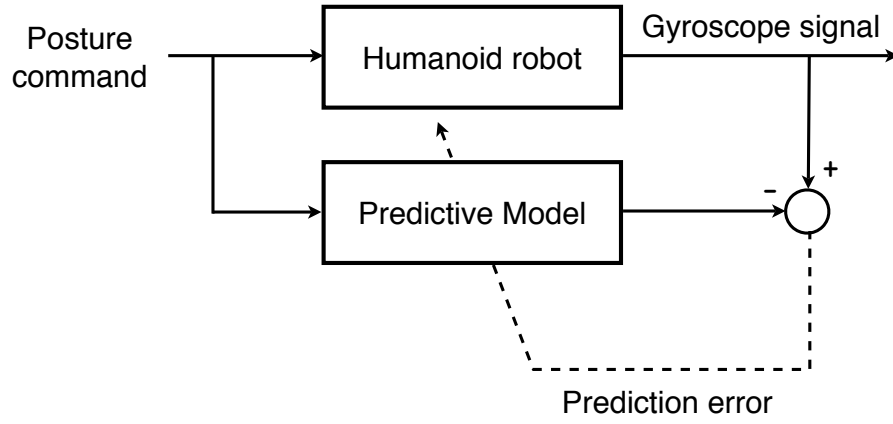 Posture
command
Humanoid robot
Gyroscope signal
+
-
Predictive Model
Prediction error